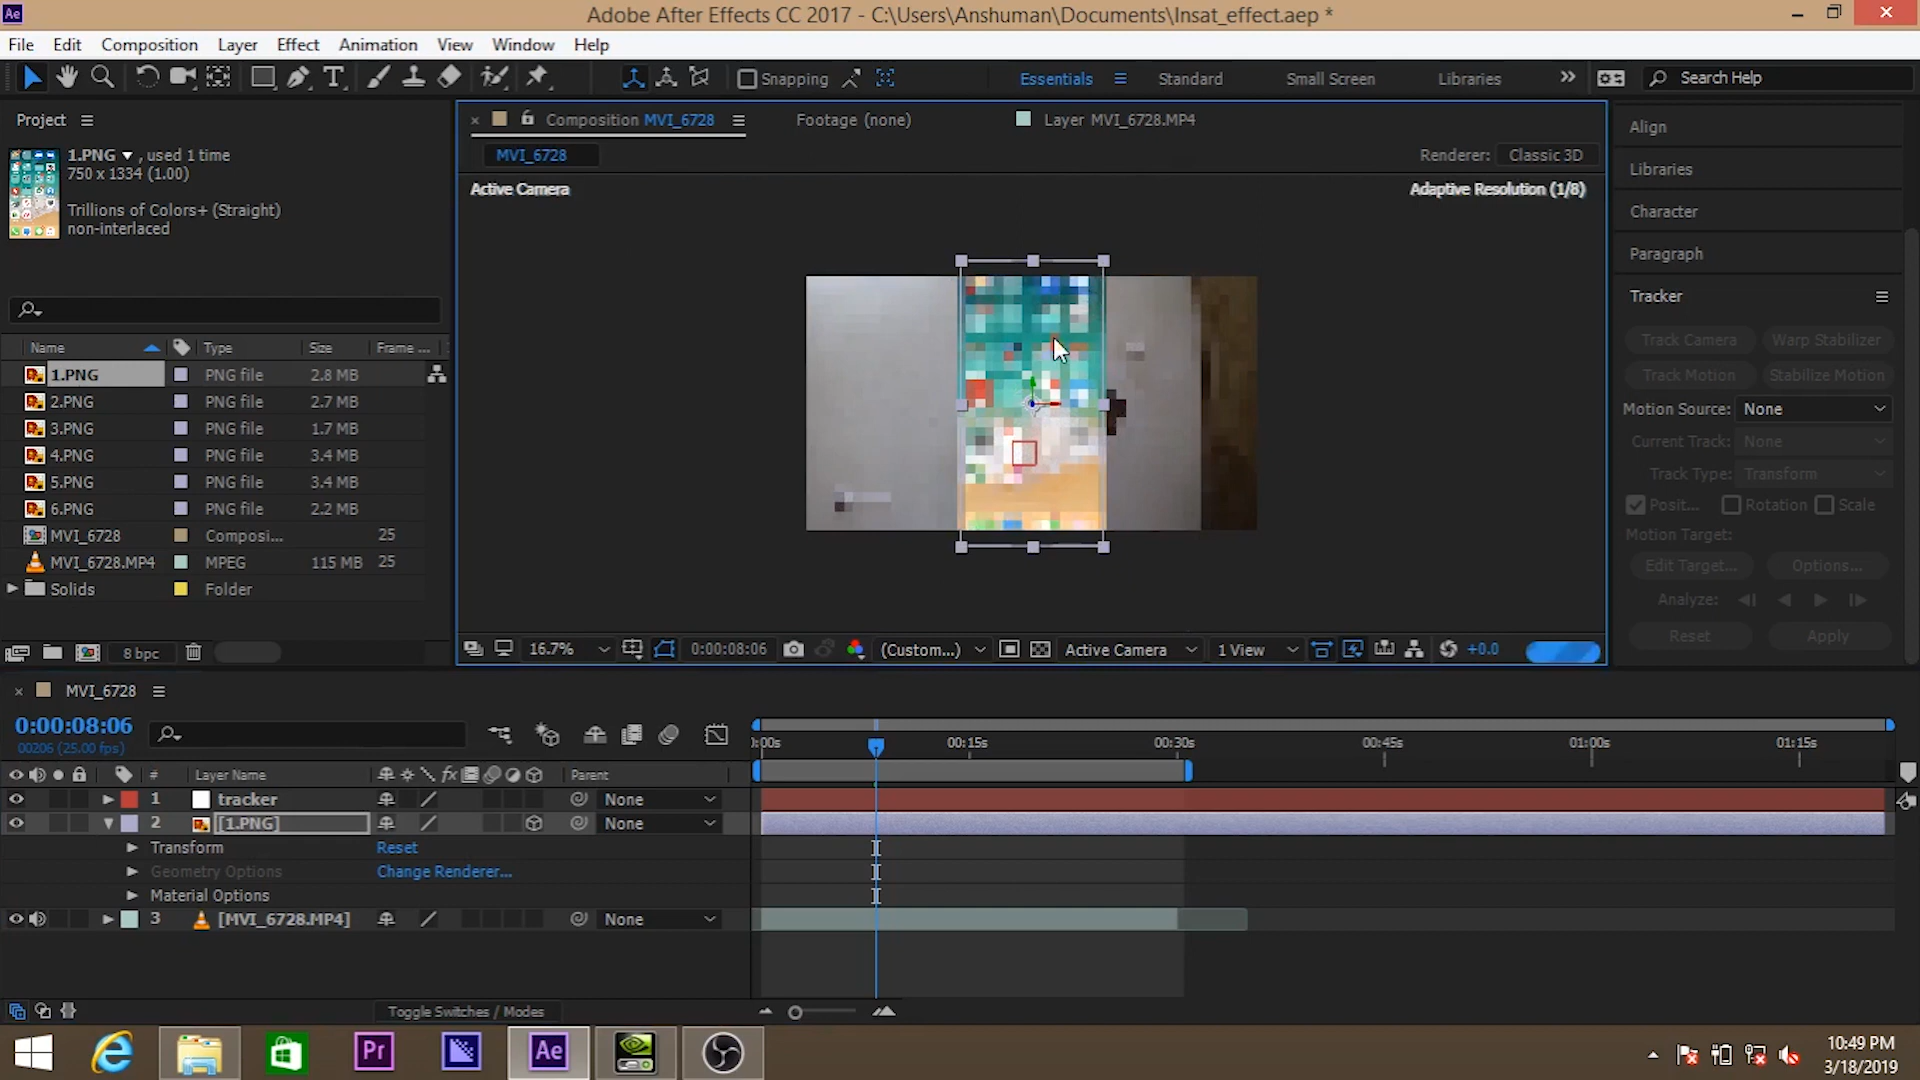 Ae
Adobe After Effects CC 2017 - C:\Users\Anshuman\Documents\Insat_effect.aep *
File Edit Composition Layer Effect Animation View Window Help
Snapping
Essentials Standard Small Screen Libraries
Search Help
Project
1.PNG , used 1 time
750 x 1334 (1.00)
Trillions of Colors+ (Straight)
non-interlaced
Composition MVI_6728
Footage (none)
Layer MVI_6728.MP4
MVI_6728
Renderer: Classic 3D
Active Camera
Adaptive Resolution (1/8)
Name Type Size Frame ...
1.PNG PNG file 2.8 MB
2.PNG PNG file 2.7 MB
3.PNG PNG file 1.7 MB
4.PNG PNG file 3.4 MB
5.PNG PNG file 3.4 MB
6.PNG PNG file 2.2 MB
MVI_6728 Composi... 25
MVI_6728.MP4 MPEG 115 MB 25
Solids Folder
8 bpc
16.7% 0:00:08:06 (Custom...) Active Camera 1 View +0.0
Align
Libraries
Character
Paragraph
Tracker
Track Camera Warp Stabilizer
Track Motion Stabilize Motion
Motion Source: None
Current Track: None
Track Type: Transform
Posit... Rotation Scale
Motion Target:
Edit Target... Options...
Analyze:
Reset Apply
MVI_6728
0:00:08:06
00206 (25.00 fps)
):00s 00:15s 00:30s 00:45s 01:00s 01:15s
# Layer Name fx Parent
1 tracker None
2 [1.PNG] None
Transform Reset
Geometry Options Change Renderer...
Material Options
3 [MVI_6728.MP4] None
Toggle Switches / Modes
Pr
Ae
10:49 PM
3/18/2019